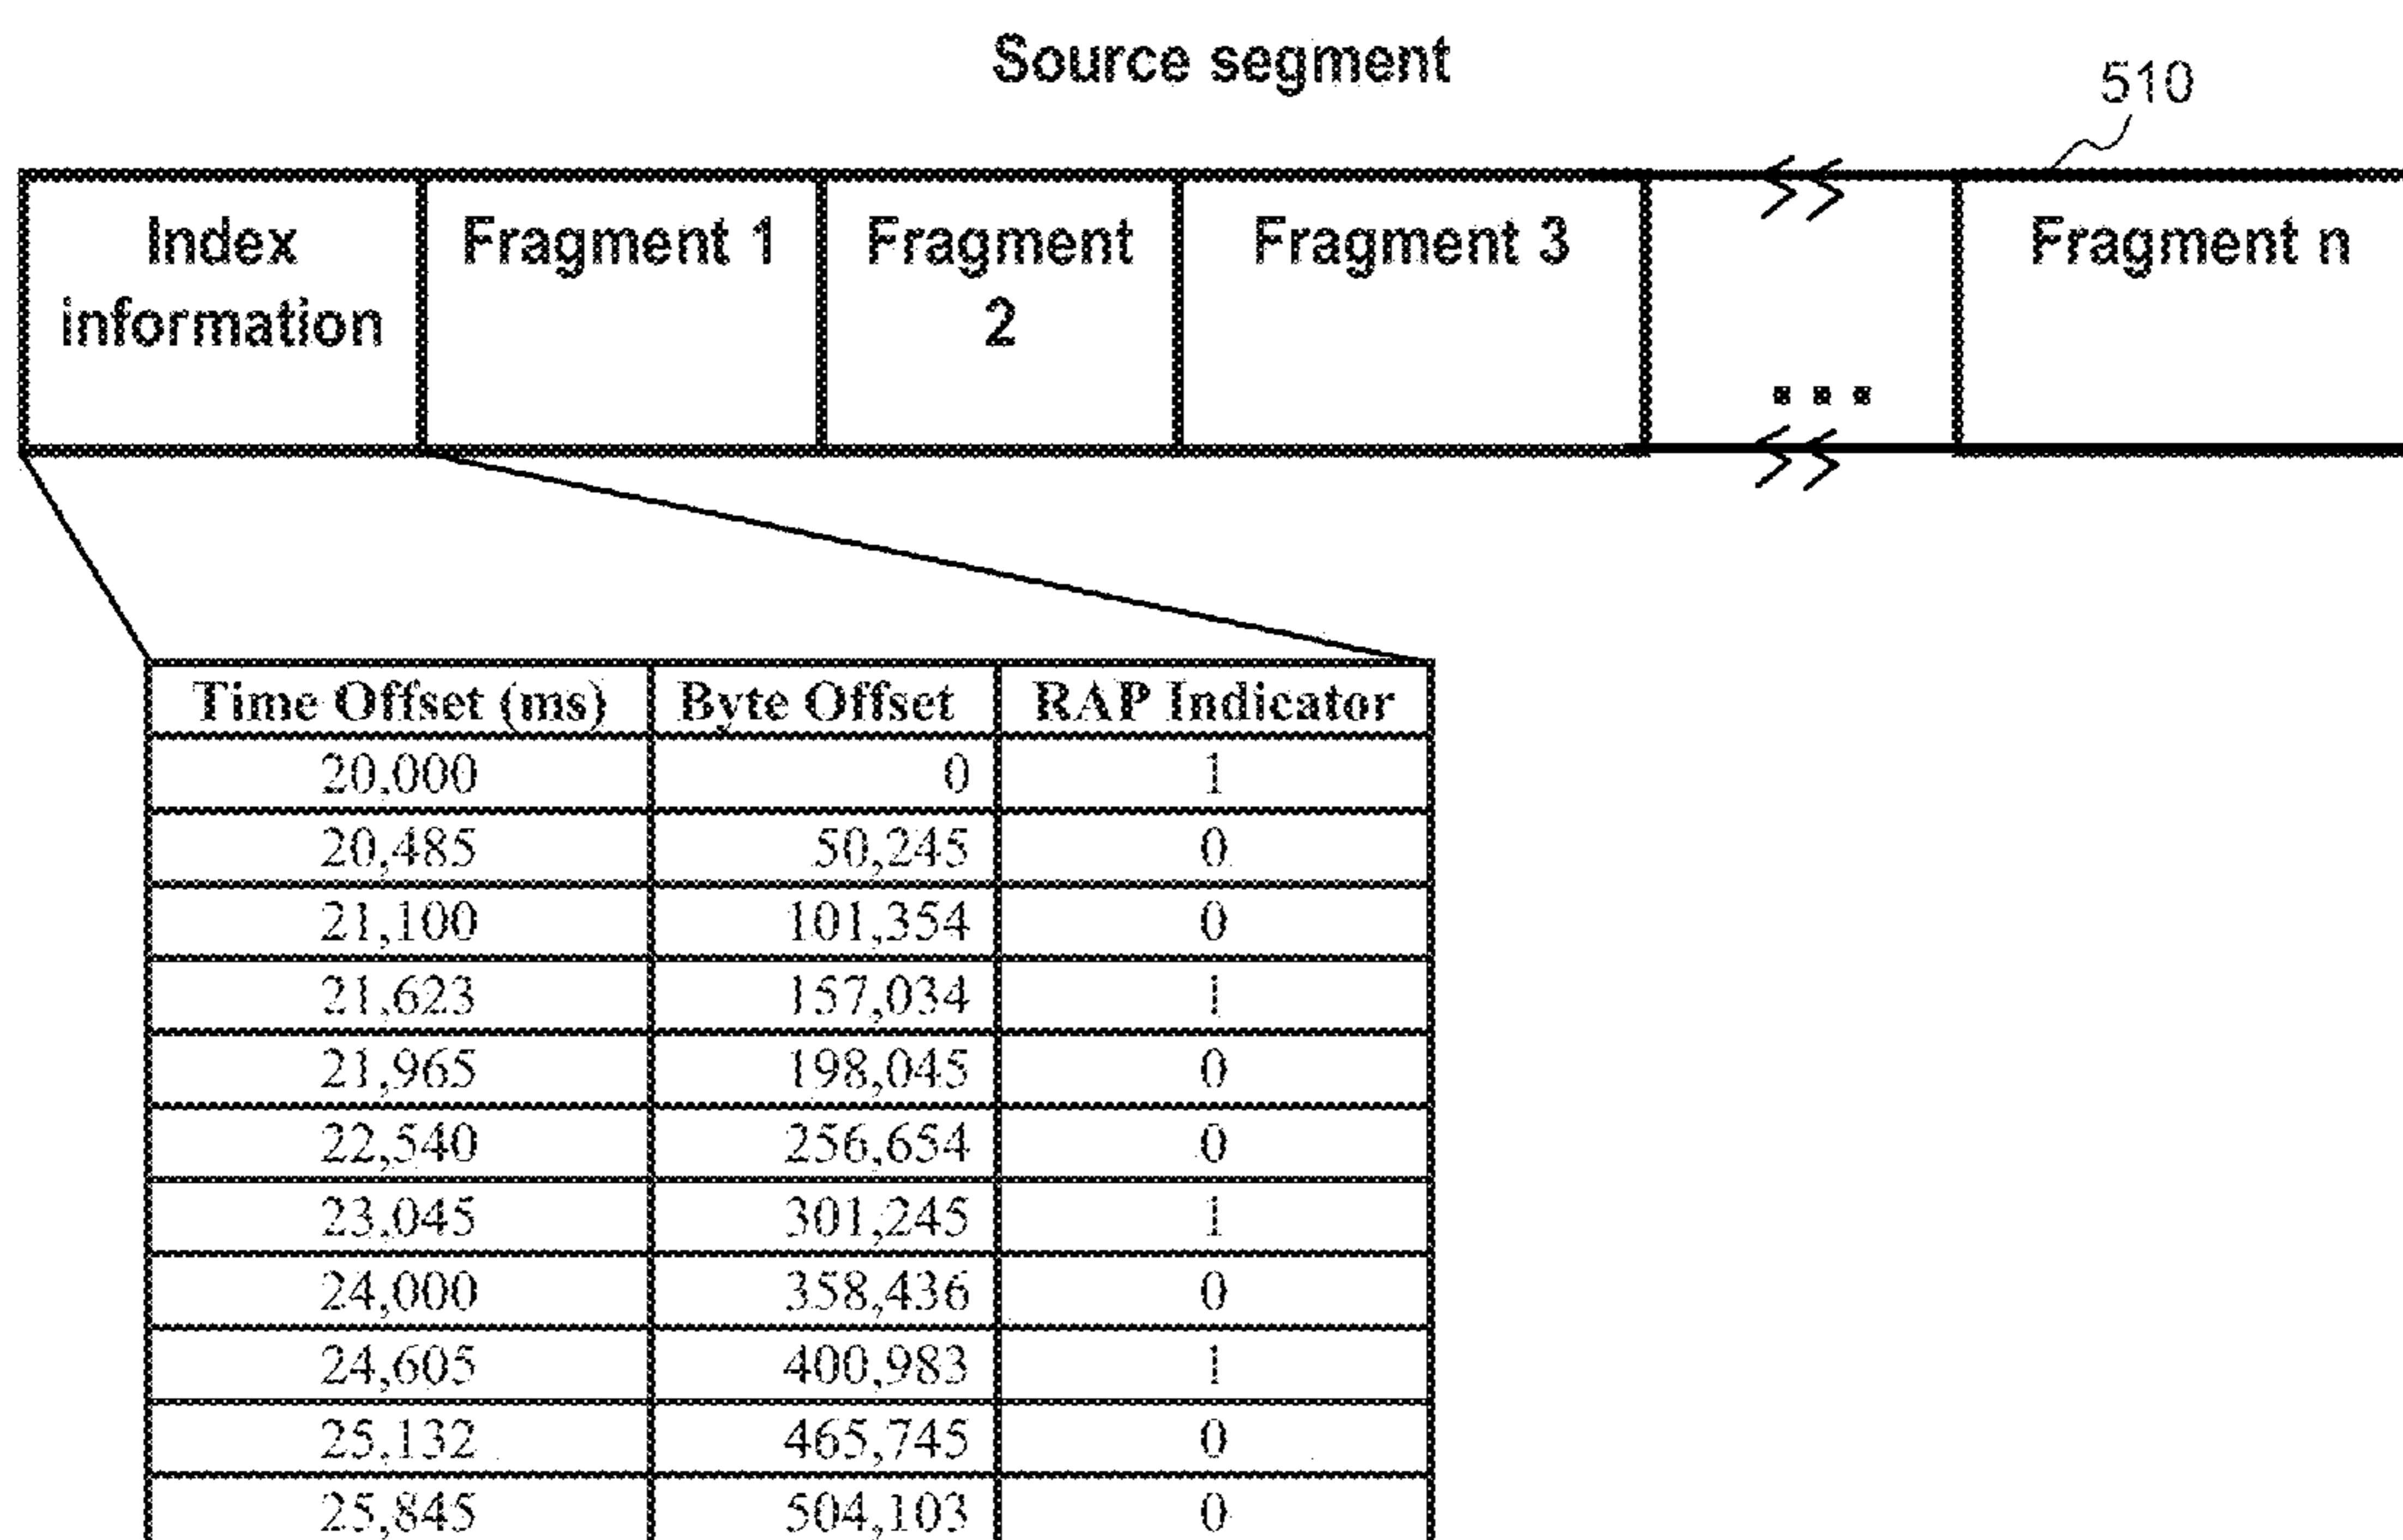 Source segment
510
Index information
Fragment 1
Fragment 2
Fragment 3
...
Fragment n
Time Offset (ms) Byte Offset RAP Indicator
20,000 0 1
20,485 50,245 0
21,100 101,354 0
21,623 157,034 1
21,965 198,045 0
22,540 256,654 0
23,045 301,245 1
24,000 358,436 0
24,605 400,983 1
25,132 465,745 0
25,845 504,103 0